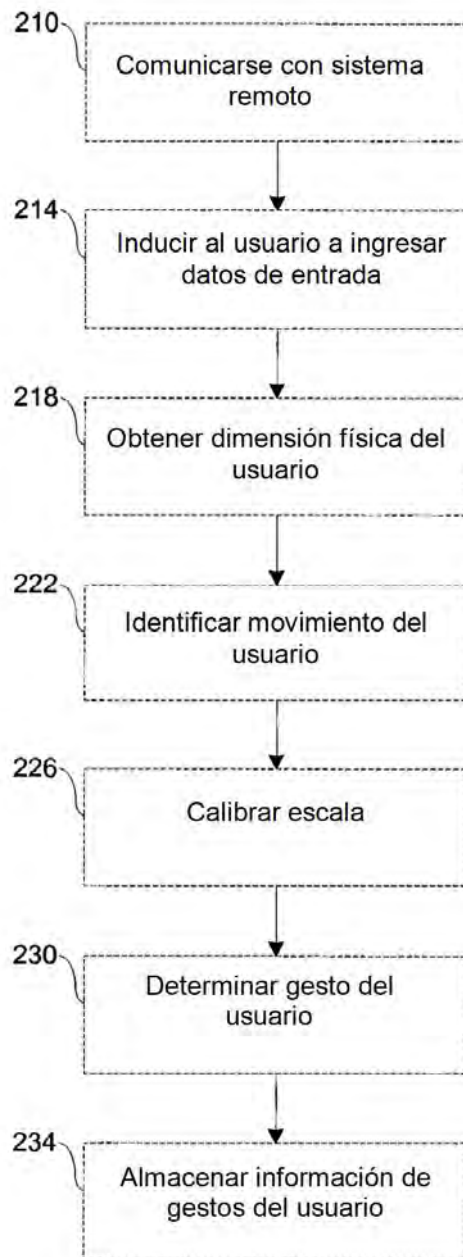 210
Comunicarse con sistema
remoto
214
Inducir al usuario a ingresar
datos de entrada
218
Obtener dimensión física del
usuario
222
Identificar movimiento del
usuario
226
Calibrar escala
230
Determinar gesto del
usuario
234
Almacenar información de
gestos del usuario